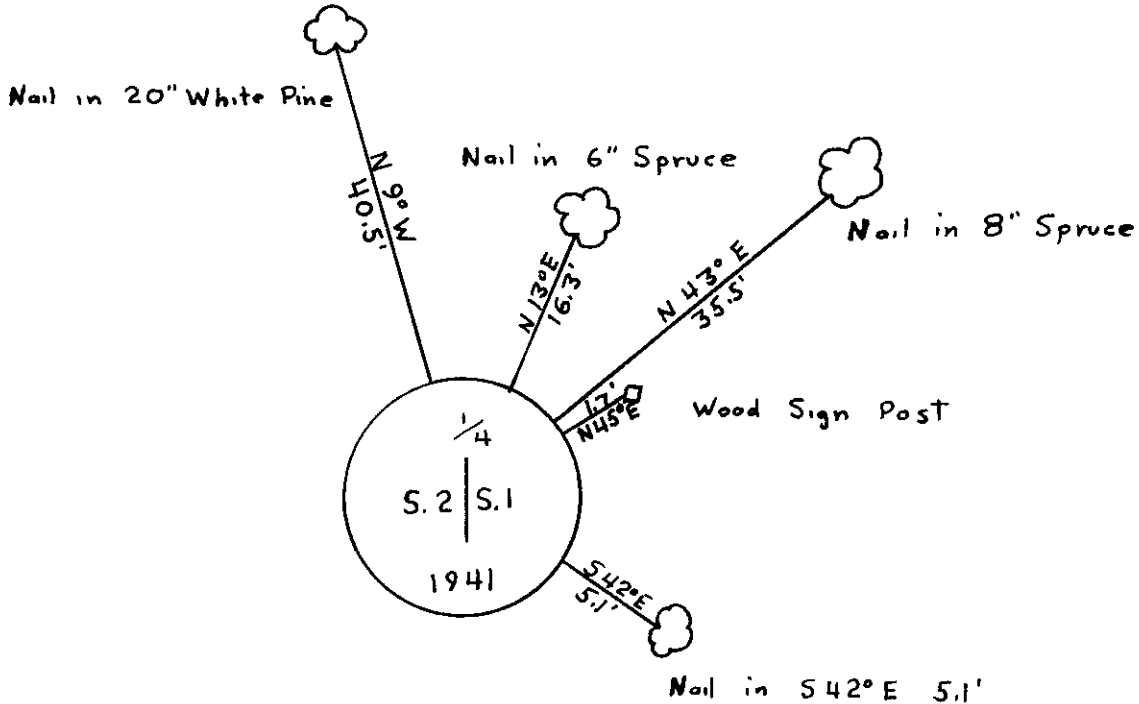 Nail in 20" White Pine
N 9° W
40.5'
Nail in 6" Spruce
N 13° E
16.3'
Nail in 8" Spruce
N 43° E
35.5'
1.7'
N 45° E
Wood Sign Post
1/4
S. 2 | S. 1
1941
S 42° E
5.1'
Nail in S 42° E 5.1'